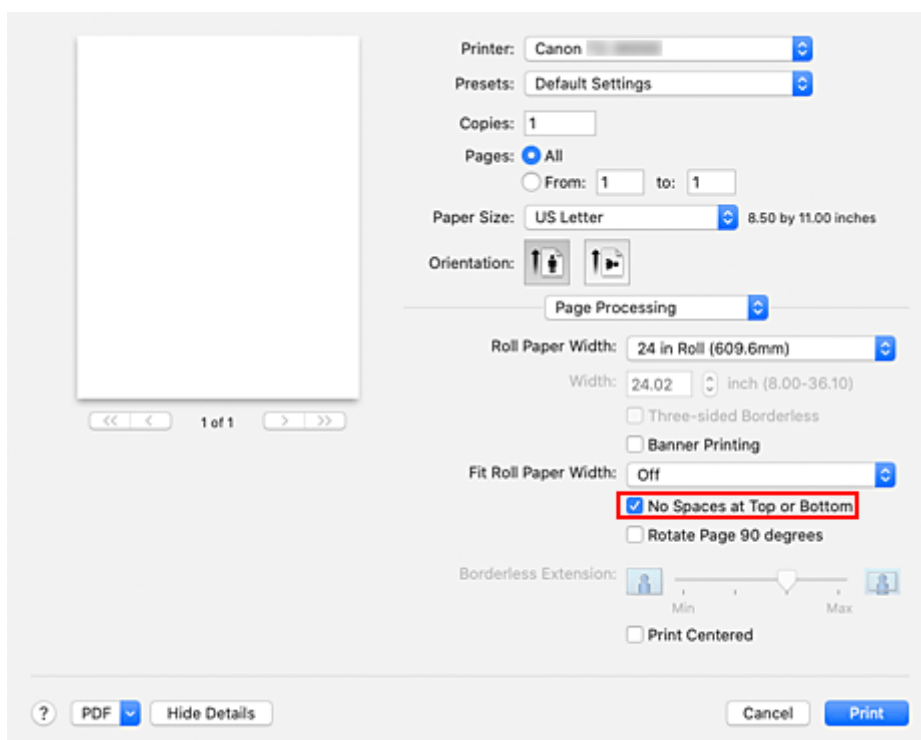 Printer: Canon
Presets: Default Settings
Copies: 1
Pages: All
From: 1 to: 1
Paper Size: US Letter 8.50 by 11.00 inches
Orientation:
Page Processing
Roll Paper Width: 24 in Roll (609.6mm)
Width: 24.02 inch (8.00-36.10)
Three-sided Borderless
Banner Printing
Fit Roll Paper Width: Off
No Spaces at Top or Bottom
Rotate Page 90 degrees
Borderless Extension:
Min Max
Print Centered
<< < 1 of 1 > >>
? PDF Hide Details Cancel Print